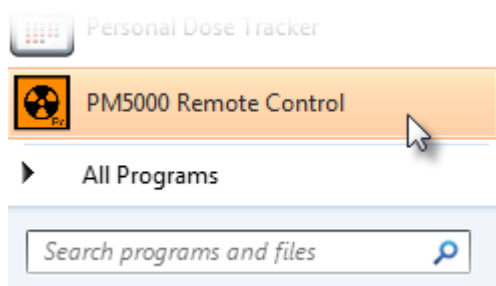 Personal Dose Tracker
PM5000 Remote Control
All Programs
Search programs and files